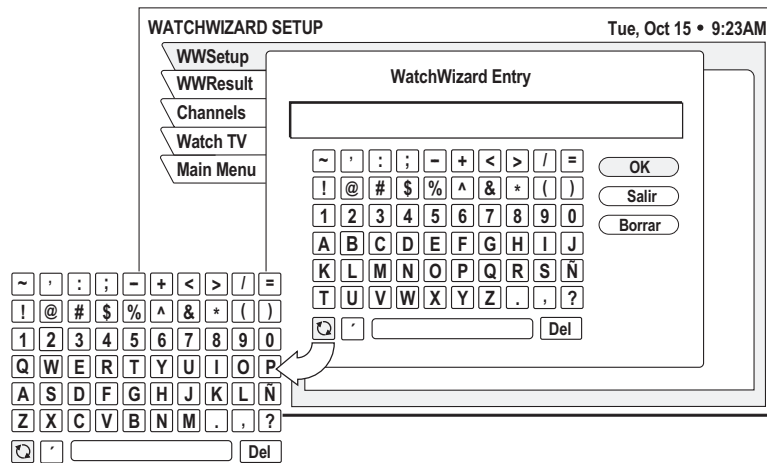 WATCHWIZARD SETUP Tue, Oct 15 • 9:23AM
WWSetup
WWResult
Channels
Watch TV
Main Menu
WatchWizard Entry
~ ' : ; - + < > / =
! @ # $ % ^ & * ( )
1 2 3 4 5 6 7 8 9 0
A B C D E F G H I J
K L M N O P Q R S Ñ
T U V W X Y Z . , ?
´ Del
OK
Salir
Borrar
~ ' : ; - + < > / =
! @ # $ % ^ & * ( )
1 2 3 4 5 6 7 8 9 0
Q W E R T Y U I O P
A S D F G H J K L Ñ
Z X C V B N M . , ?
´ Del